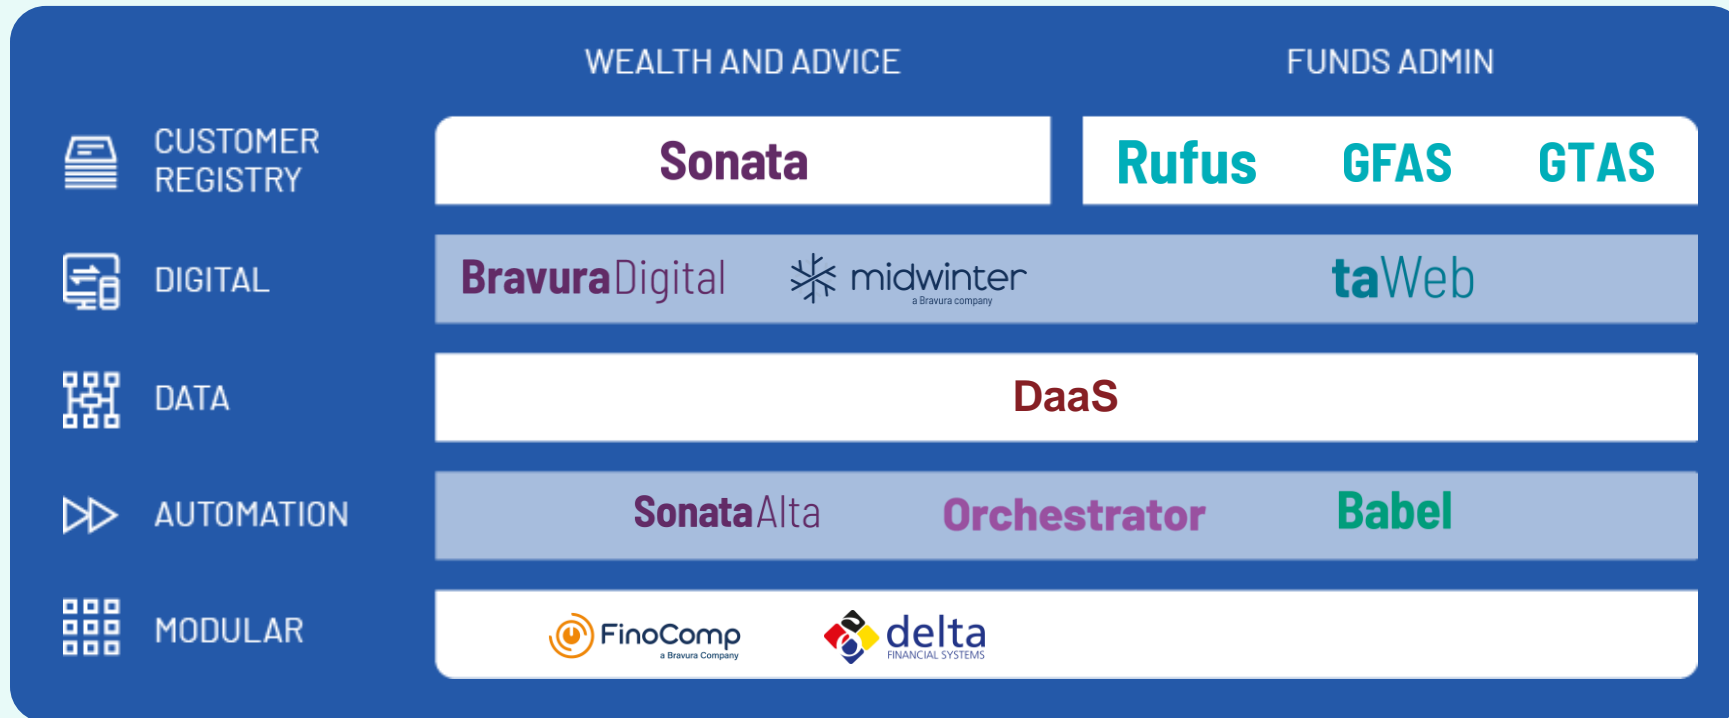 WEALTH AND ADVICE
FUNDS ADMIN
CUSTOMER
REGISTRY
Sonata
Rufus GFAS GTAS
DIGITAL
BravuraDigital
midwinter
a Bravura company
taWeb
DATA
DaaS
AUTOMATION
SonataAlta
Orchestrator
Babel
MODULAR
FinoComp
a Bravura Company
delta
FINANCIAL SYSTEMS